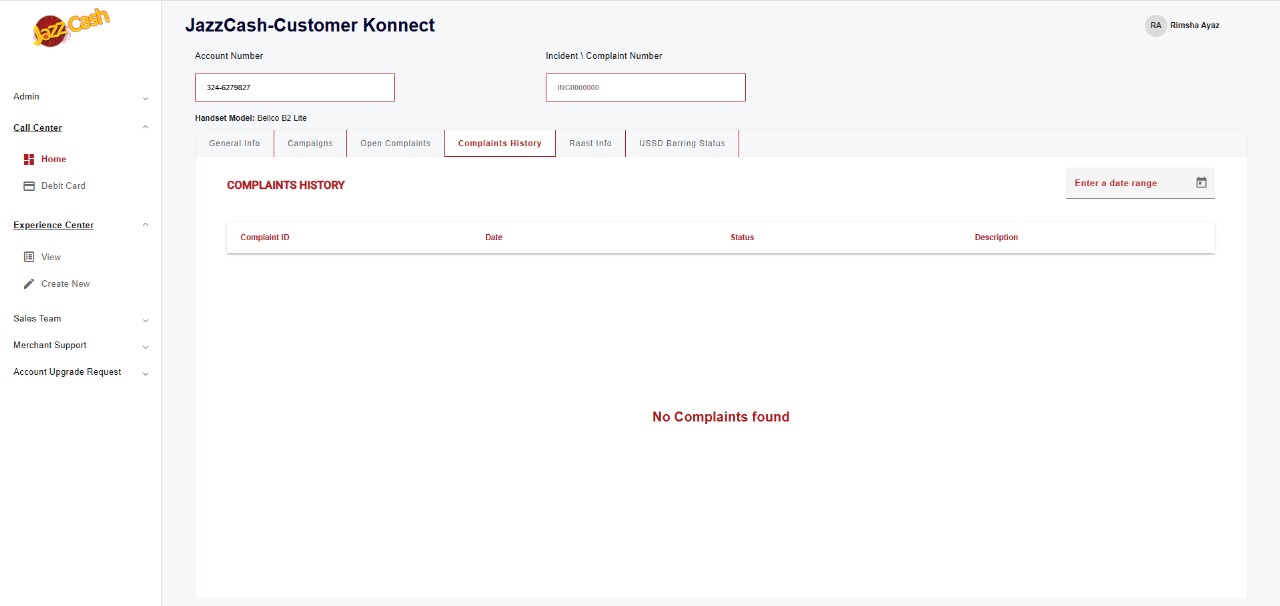 JazzCash
JazzCash-Customer Konnect
RA Rimsha Ayaz
Admin
Call Center
Home
Debit Card
Experience Center
View
Create New
Sales Team
Merchant Support
Account Upgrade Request
Account Number
Incident \ Complaint Number
324-6279827
INC0000000
Handset Model: Bellco B2 Lite
General Info Campaigns Open Complaints Complaints History Raast Info USSD Barring Status
COMPLAINTS HISTORY
Enter a date range
Complaint ID Date Status Description
No Complaints found